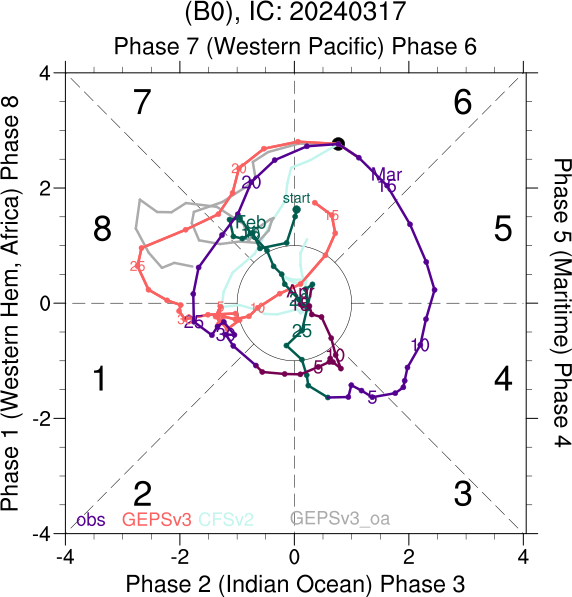 (B0), IC: 20240317
Phase 7 (Western Pacific) Phase 6
Phase 1 (Western Hem, Africa) Phase 8
Phase 5 (Maritime) Phase 4
4
2
0
-2
-4
7
6
8
5
1
4
2
3
20
20
Mar
15
start
Feb
15
25
10
Apr
25
5
10
25
10
5
5
obs
GEPSv3
CFSv2
GEPSv3_oa
-4
-2
0
2
4
Phase 2 (Indian Ocean) Phase 3